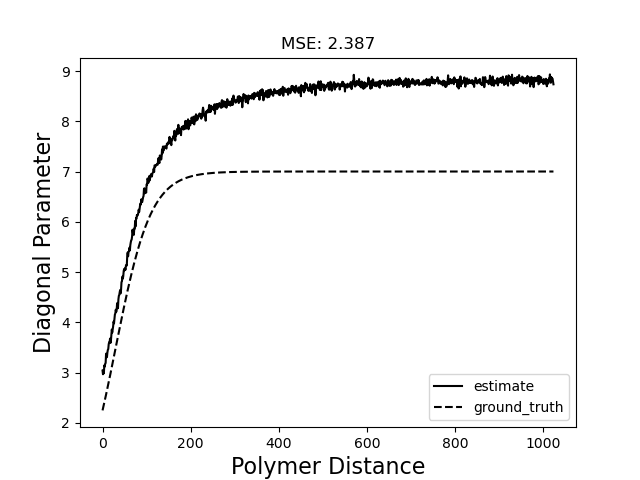 MSE: 2.387
9
8
7
6
5
4
3
2
Diagonal Parameter
estimate
ground_truth
0 200 400 600 800 1000
Polymer Distance